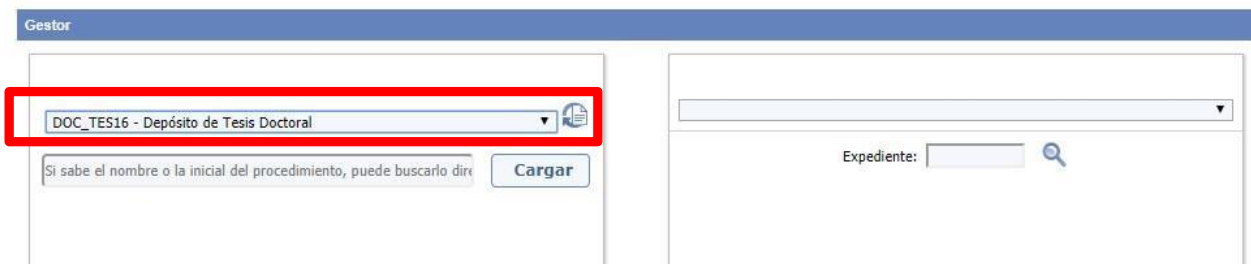 Gestor
DOC_TES16 - Depósito de Tesis Doctoral
Si sabe el nombre o la inicial del procedimiento, puede buscarlo dire
Cargar
Expediente: